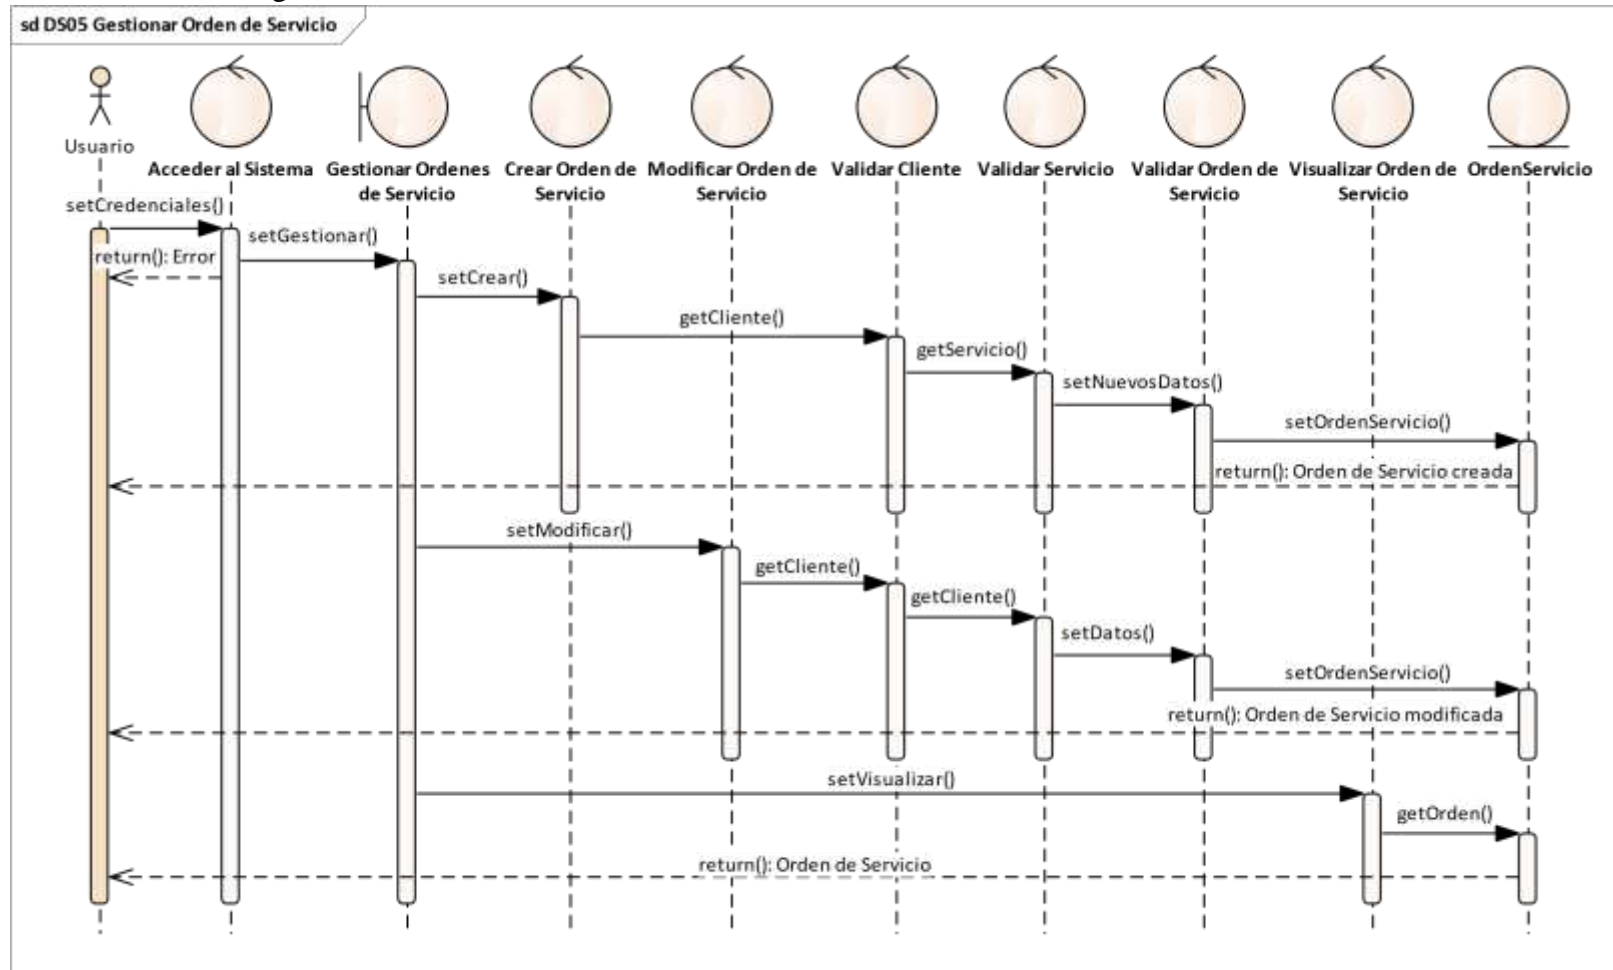 sd DS05 Gestionar Orden de Servicio
Usuario
Acceder al Sistema
Gestionar Ordenes
de Servicio
Crear Orden de
Servicio
Modificar Orden de
Servicio
Validar Cliente
Validar Servicio
Validar Orden de
Servicio
Visualizar Orden de
Servicio
OrdenServicio
setCredenciales()
setGestionar()
return(): Error
setCrear()
getCliente()
getServicio()
setNuevosDatos()
setOrdenServicio()
return(): Orden de Servicio creada
setModificar()
getCliente()
getCliente()
setDatos()
setOrdenServicio()
return(): Orden de Servicio modificada
setVisualizar()
getOrden()
return(): Orden de Servicio